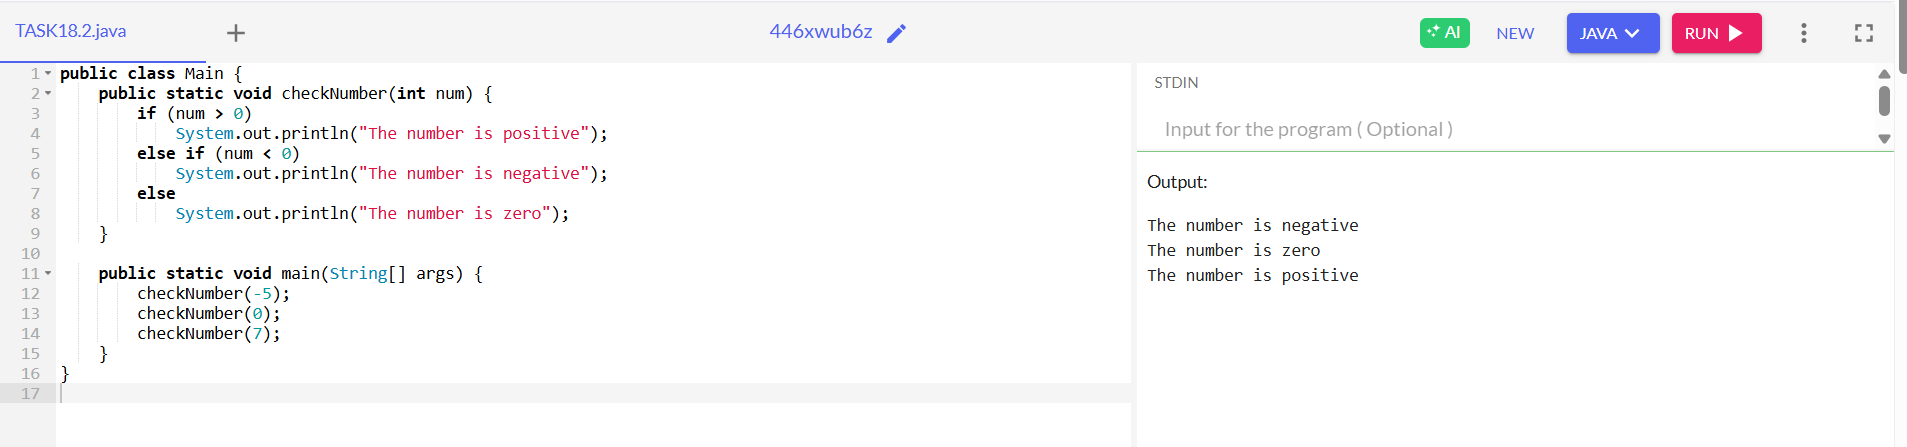 TASK18.2.java
+
446xwub6z
AI
NEW
JAVA
RUN
1 public class Main {
2     public static void checkNumber(int num) {
3         if (num > 0)
4             System.out.println("The number is positive");
5         else if (num < 0)
6             System.out.println("The number is negative");
7         else
8             System.out.println("The number is zero");
9     }
10
11     public static void main(String[] args) {
12         checkNumber(-5);
13         checkNumber(0);
14         checkNumber(7);
15     }
16 }
17
STDIN
Input for the program ( Optional )
Output:
The number is negative
The number is zero
The number is positive